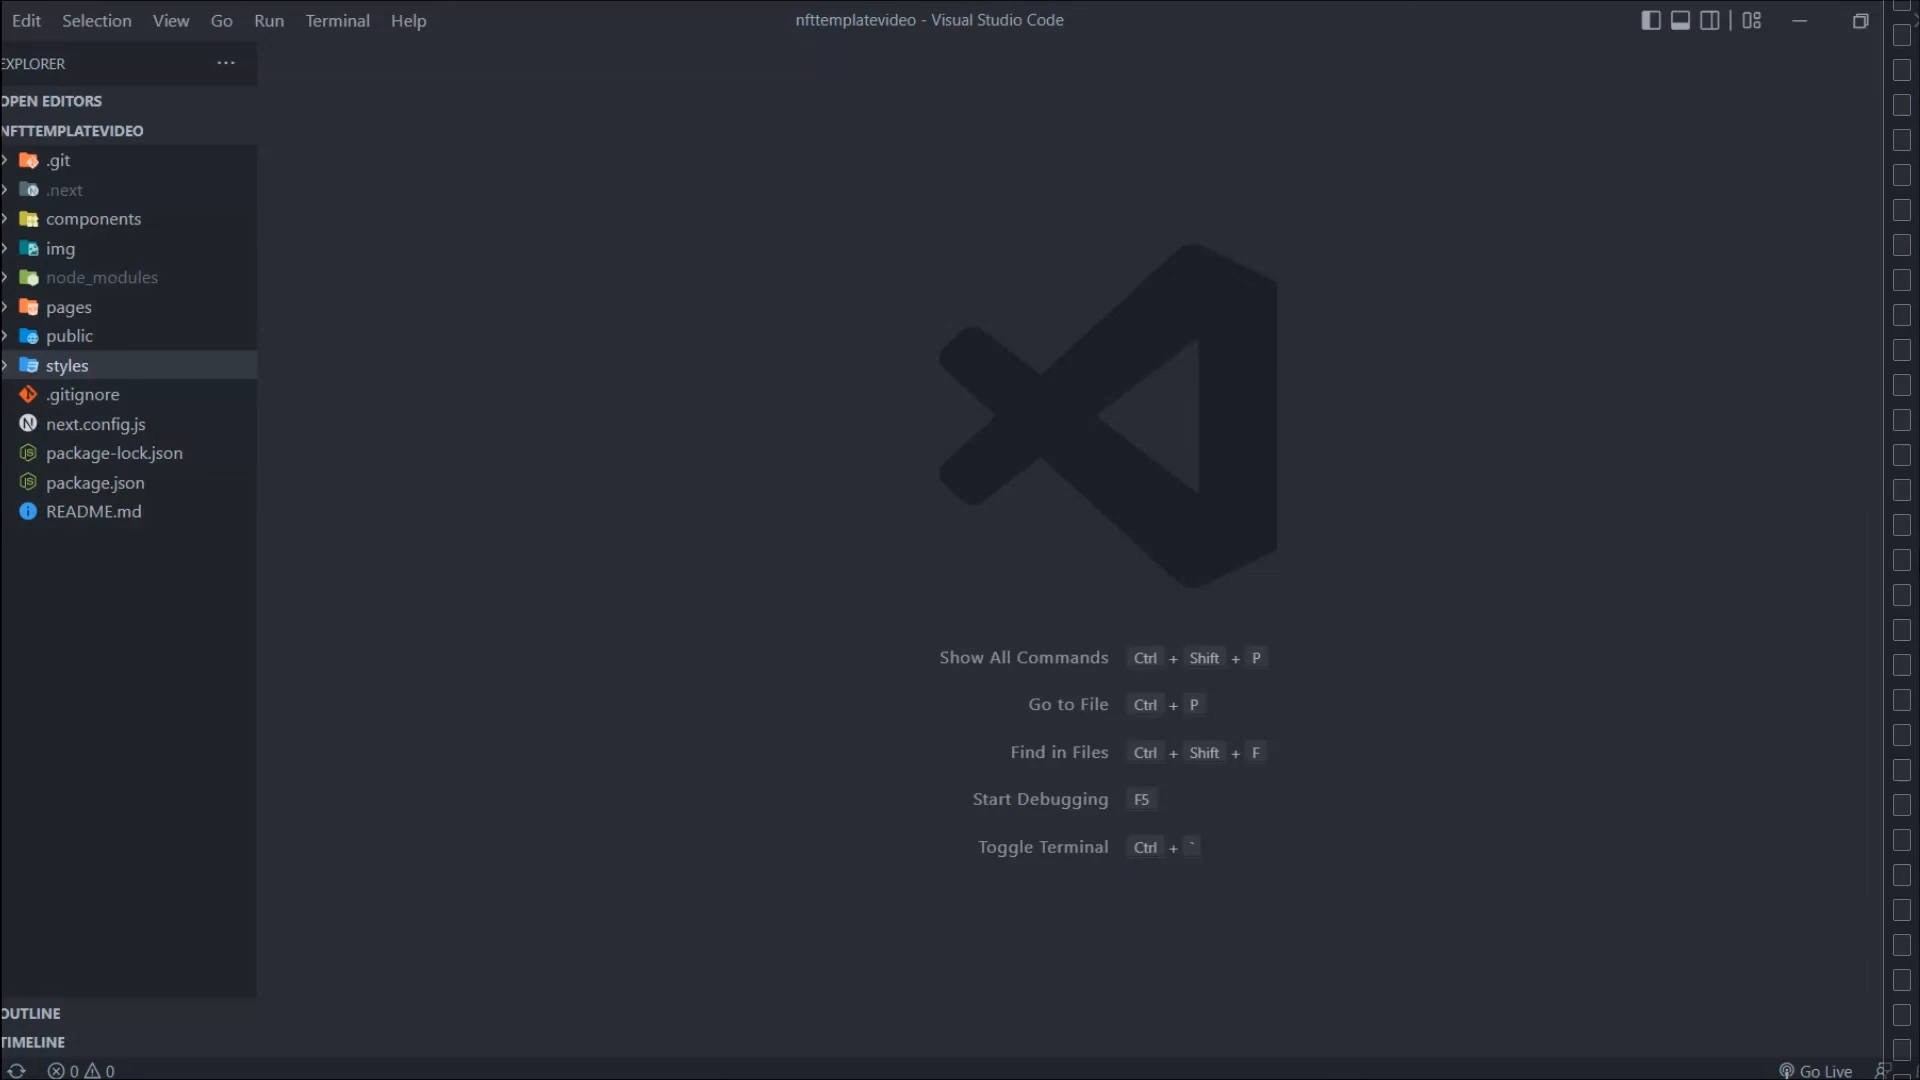 Edit Selection View Go Run Terminal Help nfttemplatevideo - Visual Studio Code
EXPLORER ...
OPEN EDITORS
NFTTEMPLATEVIDEO
.git
.next
components
img
node_modules
pages
public
styles
.gitignore
next.config.js
package-lock.json
package.json
README.md
Show All Commands Ctrl + Shift + P
Go to File Ctrl + P
Find in Files Ctrl + Shift + F
Start Debugging F5
Toggle Terminal Ctrl + `
OUTLINE
TIMELINE
0 0 Go Live